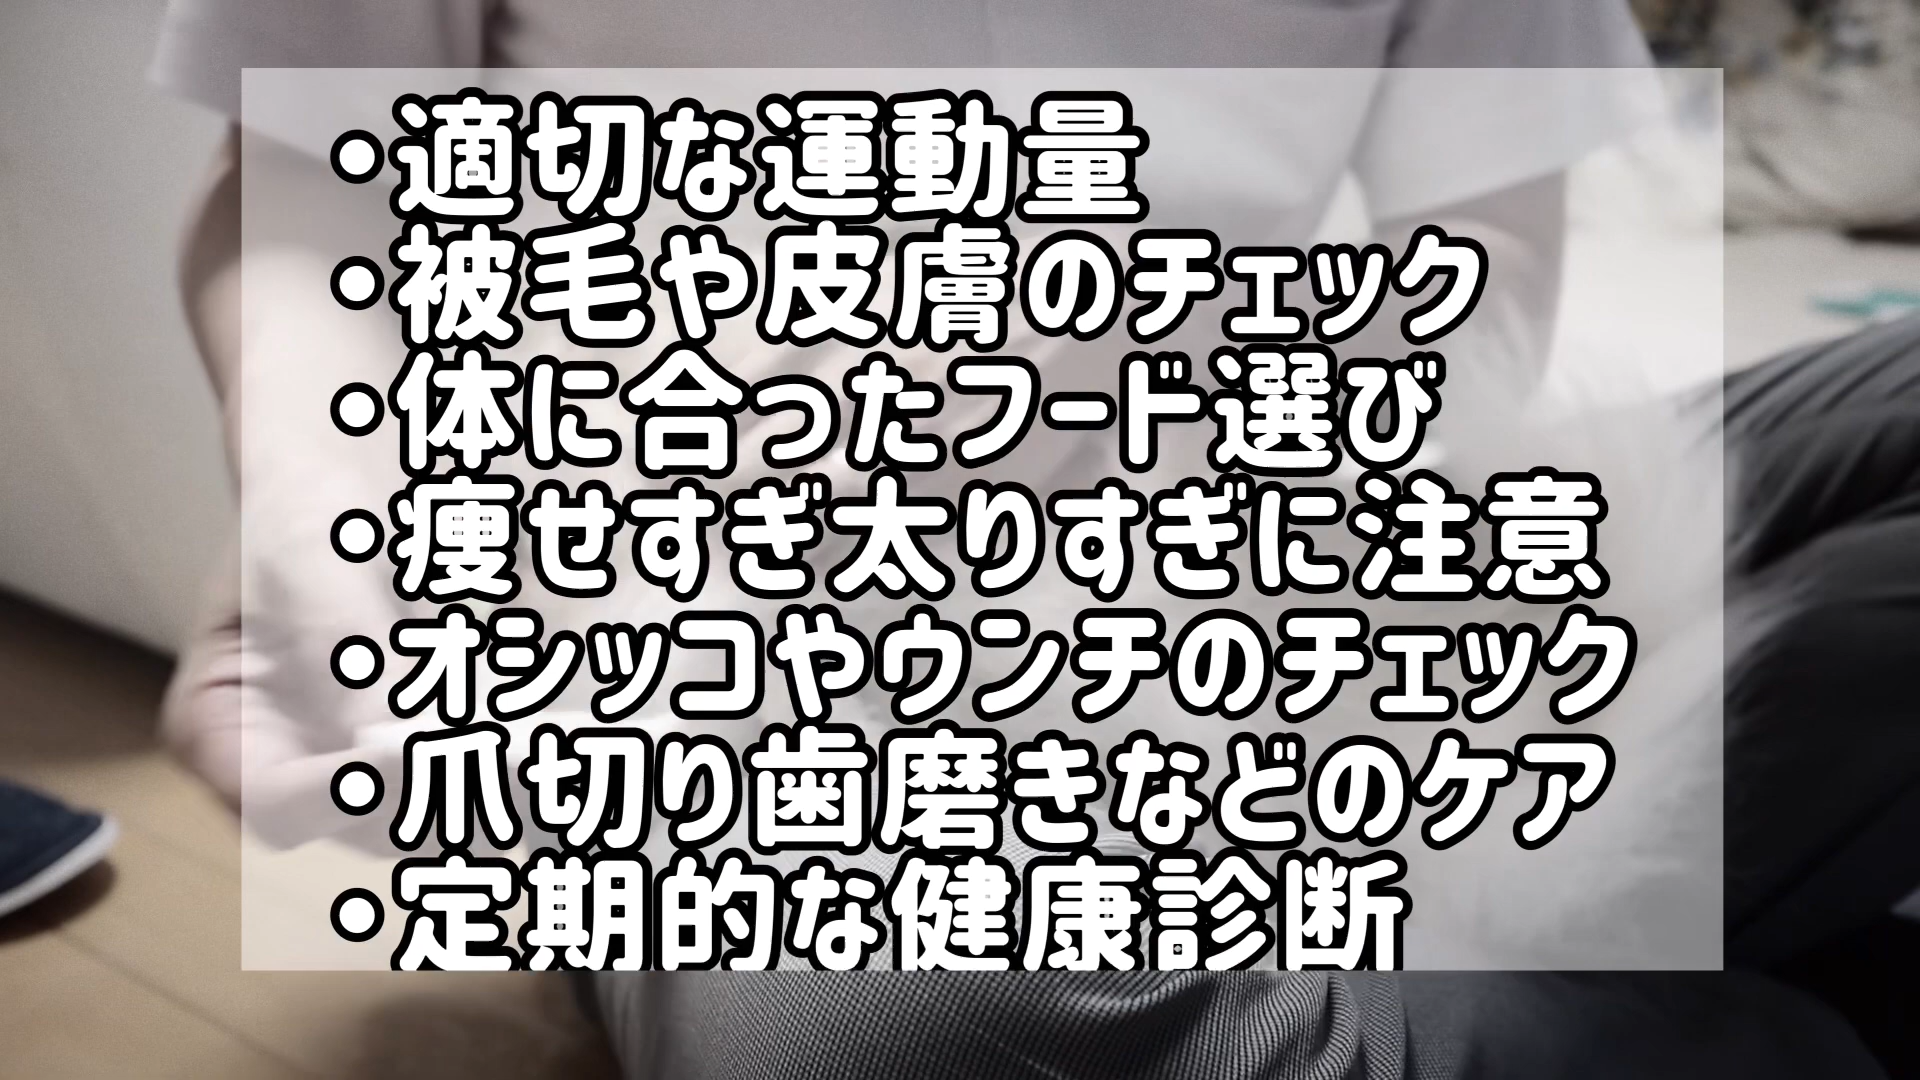 ・適切な運動量
・被毛や皮膚のチェック
・体に合ったフード選び
・痩せすぎ太りすぎに注意
・オシッコやウンチのチェック
・爪切り歯磨きなどのケア
・定期的な健康診断